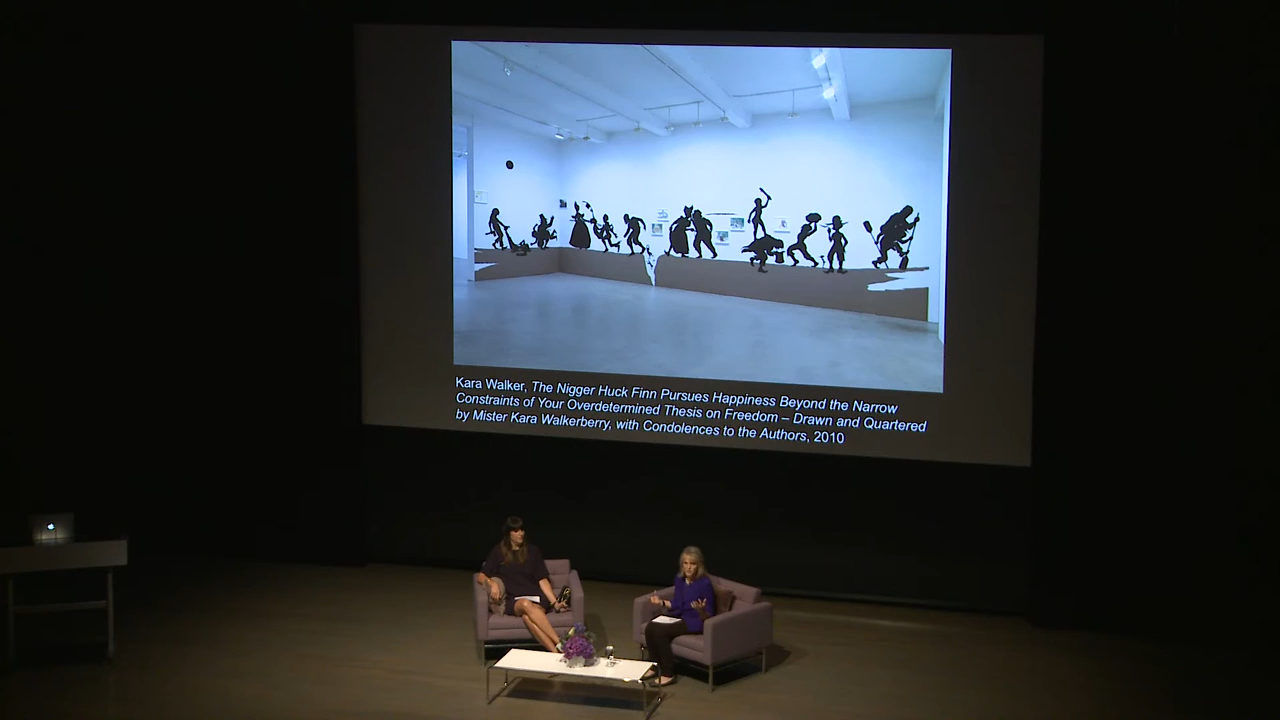 Kara Walker, The Nigger Huck Finn Pursues Happiness Beyond the Narrow
Constraints of Your Overdetermined Thesis on Freedom – Drawn and Quartered
by Mister Kara Walkerberry, with Condolences to the Authors, 2010